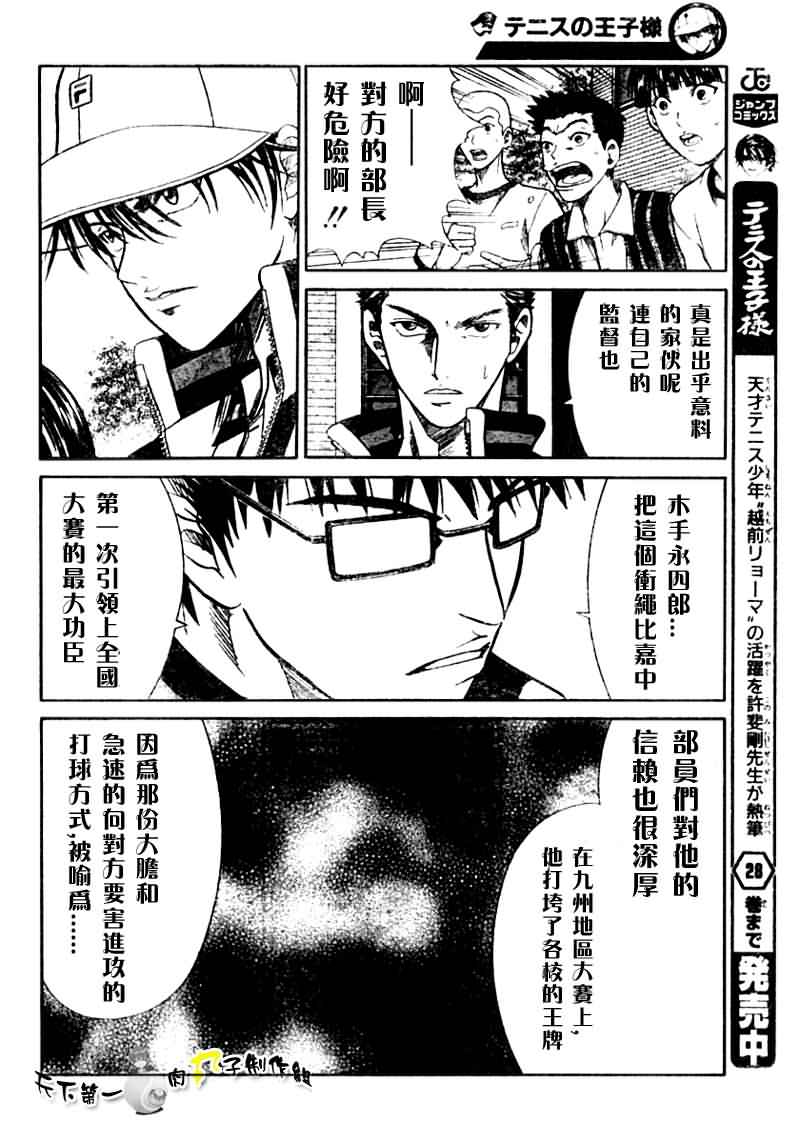 テニスの王子様
啊——
對方的部長
好危險啊!!
真是出乎意料
的家伙呢
連自己的
監督也
木手永四郎…
把這個衝繩比嘉中
第一次引領上全國
大賽的最大功臣
部員們對他的
信賴也很深厚
在九州地區大賽上,
他打垮了各核的王牌
因爲那份大膽和
急速的向對方要害進攻的
打球方式,被喻爲……
ジャンプ
コミックス
テニスの王子様
天才テニス少年“越前リョーマ”の活躍を許斐剛先生が熱筆
28
巻まで
発売中
天下第一
肉丸子制作組